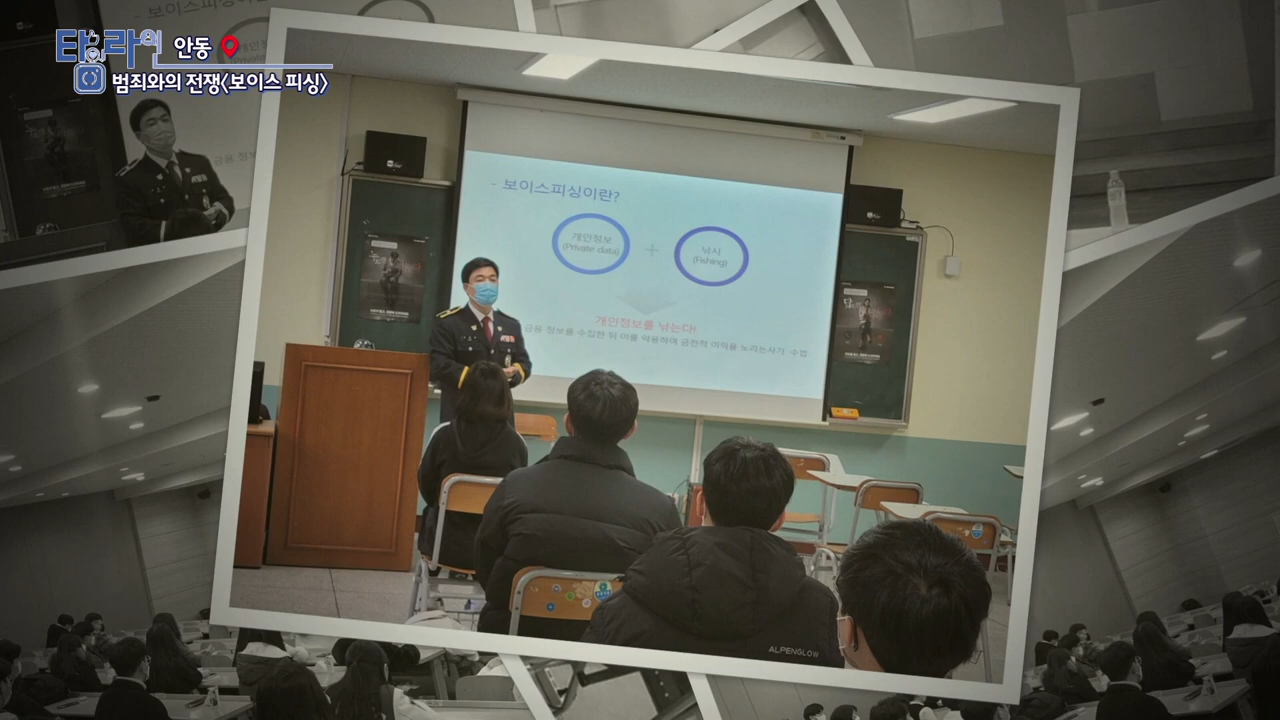 타박라이 안동
범죄와의 전쟁<보이스 피싱>
- 보이스피싱이란?
개인정보
(Private data)
+
낚시
(Fishing)
개인정보를 낚는다!
금융 정보를 수집한 뒤 이를 악용하여 금전적 이익을 노리는사기 수법
ALPENGLOW